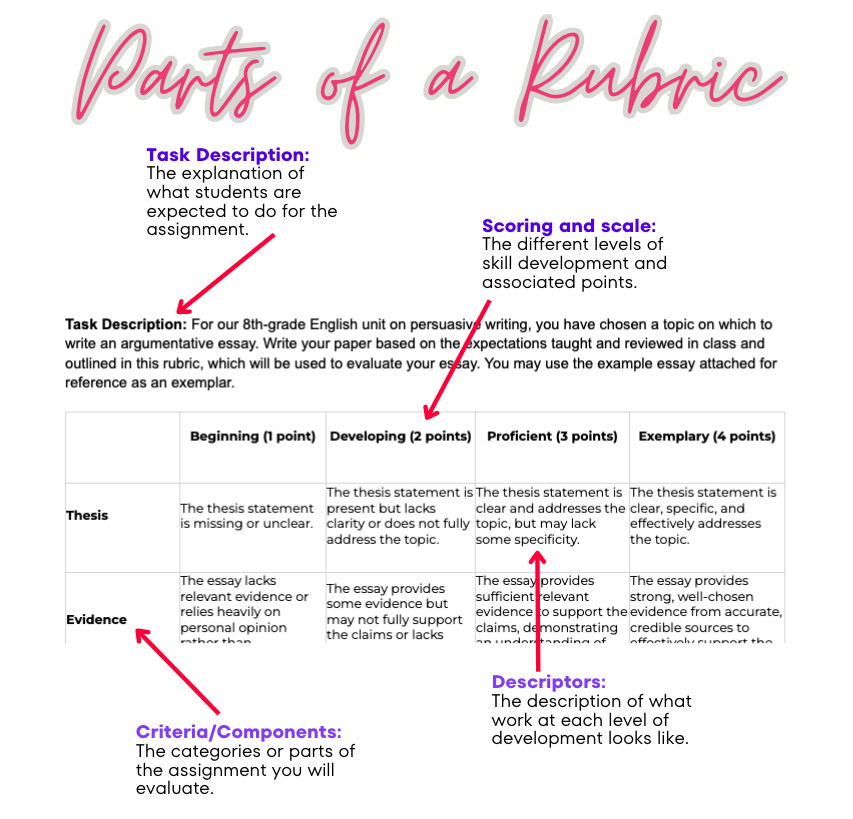 Parts of a Rubric
Task Description:
The explanation of
what students are
expected to do for the
assignment.
Scoring and scale:
The different levels of
skill development and
associated points.
Task Description: For our 8th-grade English unit on persuasive writing, you have chosen a topic on which to
write an argumentative essay. Write your paper based on the expectations taught and reviewed in class and
outlined in this rubric, which will be used to evaluate your essay. You may use the example essay attached for
reference as an exemplar.
Beginning (1 point)
Developing (2 points)
Proficient (3 points)
Exemplary (4 points)
Thesis
The thesis statement
is missing or unclear.
The thesis statement is
present but lacks
clarity or does not fully
address the topic.
The thesis statement is
clear and addresses the
topic, but may lack
some specificity.
The thesis statement is
clear, specific, and
effectively addresses
the topic.
Evidence
The essay lacks
relevant evidence or
relies heavily on
personal opinion
rather than
The essay provides
some evidence but
may not fully support
the claims or lacks
The essay provides
sufficient relevant
evidence to support the
claims, demonstrating
an understanding of
The essay provides
strong, well-chosen
evidence from accurate,
credible sources to
effectively support the
Descriptors:
The description of what
work at each level of
development looks like.
Criteria/Components:
The categories or parts of
the assignment you will
evaluate.